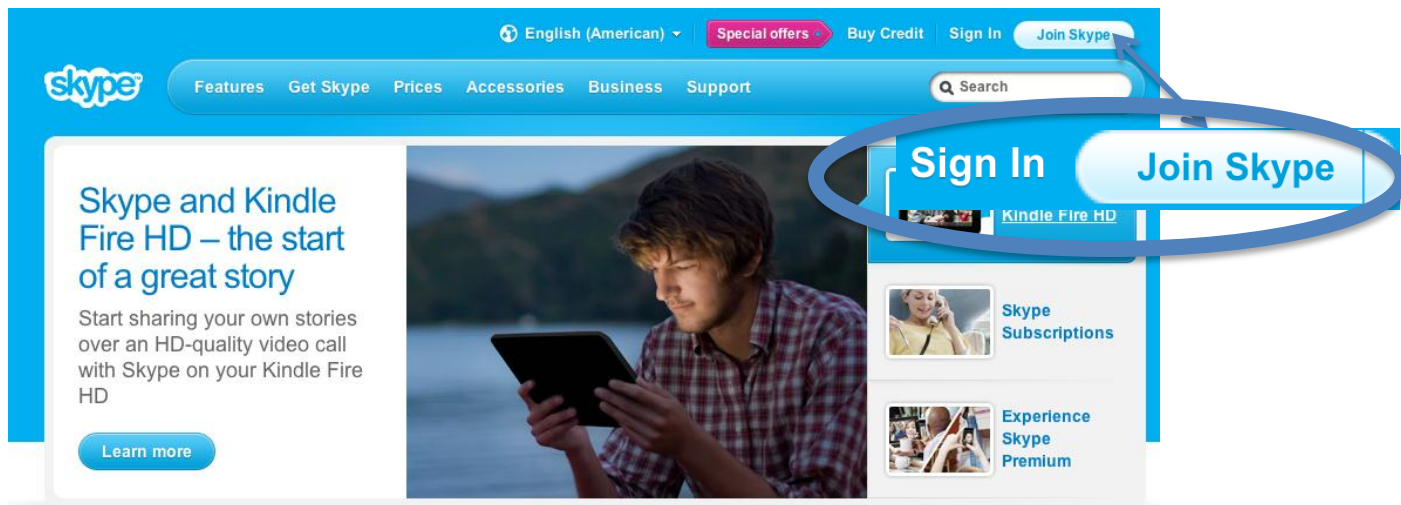 English (American)
Special offers
Buy Credit
Sign In
Join Skype
skype™
Features
Get Skype
Prices
Accessories
Business
Support
Search
Sign In
Join Skype
Skype and Kindle
Fire HD – the start
of a great story
Start sharing your own stories
over an HD-quality video call
with Skype on your Kindle Fire
HD
Learn more
Kindle Fire HD
Skype
Subscriptions
Experience
Skype
Premium